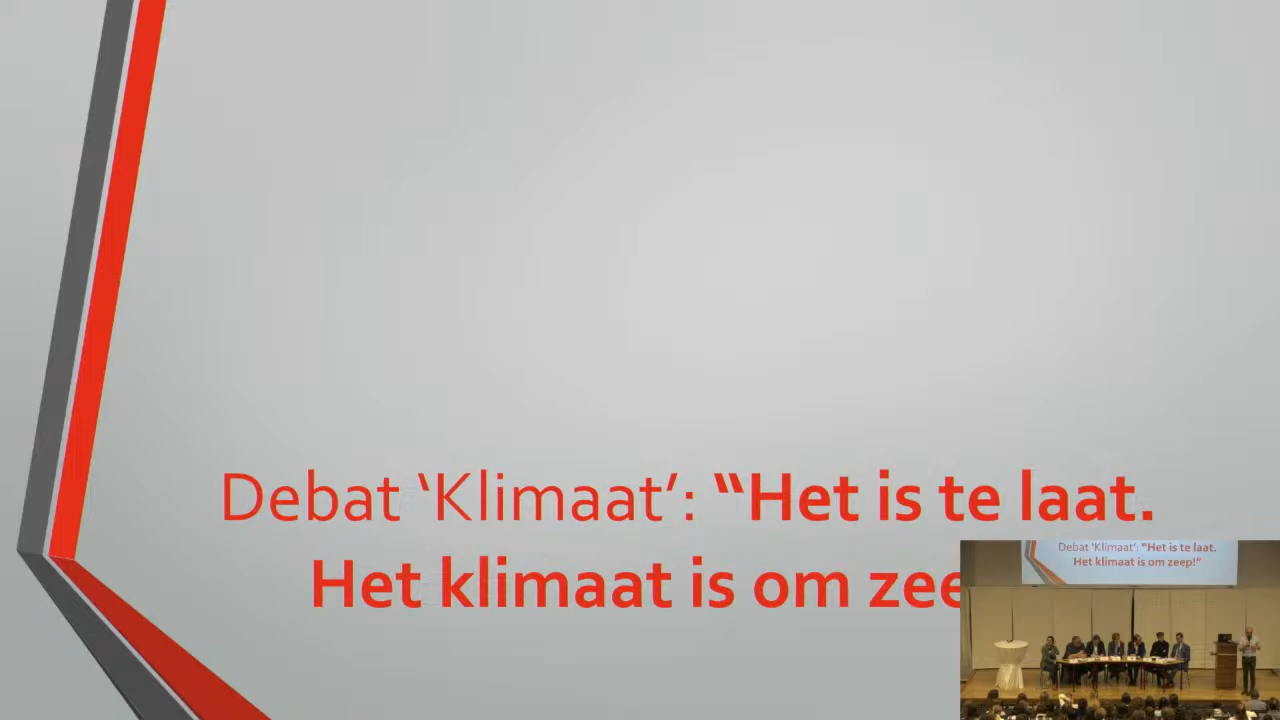 Debat ‘Klimaat’: “Het is te laat.
Het klimaat is om zee
Debat ‘Klimaat’: “Het is te laat.
Het klimaat is om zeep!”